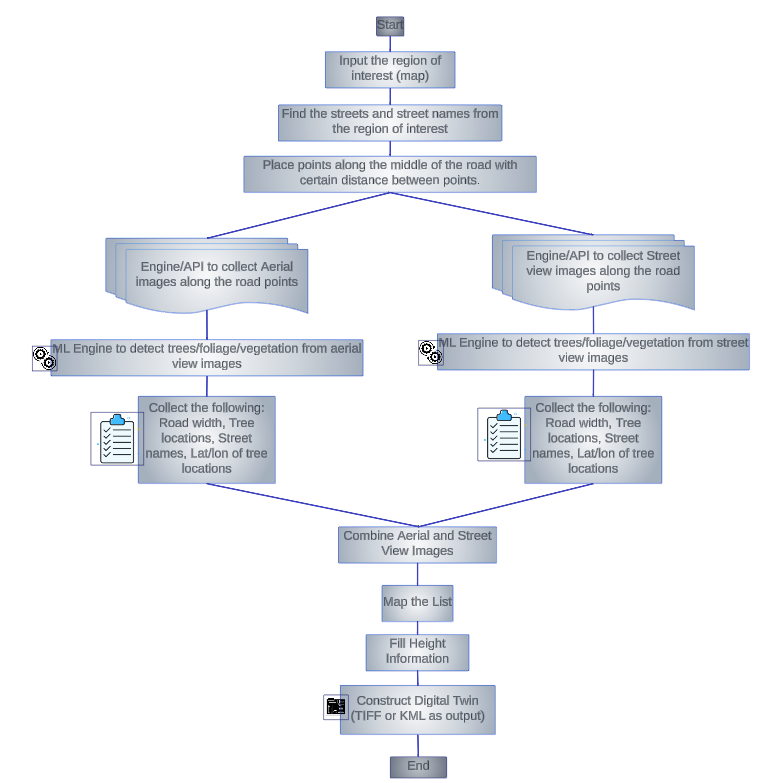 Start
Input the region of
interest (map)
Find the streets and street names from
the region of interest
Place points along the middle of the road with
certain distance between points.
Engine/API to collect Aerial
images along the road points
Engine/API to collect Street
view images along the road
points
ML Engine to detect trees/foliage/vegetation from aerial
view images
ML Engine to detect trees/foliage/vegetation from street
view images
Collect the following:
Road width, Tree
locations, Street
names, Lat/lon of tree
locations
Collect the following:
Road width, Tree
locations, Street
names, Lat/lon of tree
locations
Combine Aerial and Street
View Images
Map the List
Fill Height
Information
Construct Digital Twin
(TIFF or KML as output)
End